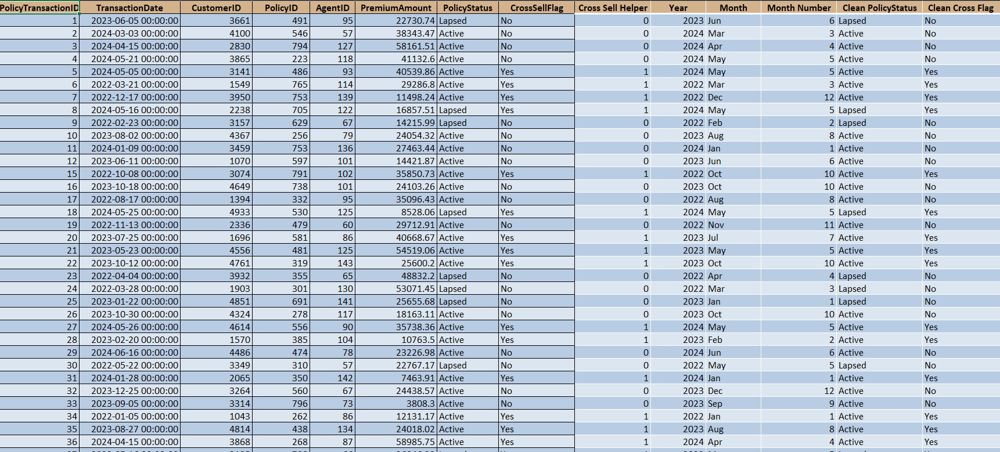 PolicyTransactionID TransactionDate CustomerID PolicyID AgentID PremiumAmount PolicyStatus CrossSellFlag Cross Sell Helper Year Month Month Number Clean PolicyStatus Clean Cross Flag
1 2023-06-05 00:00:00 3661 491 95 22730.74 Lapsed No 0 2023 Jun 6 Lapsed No
2 2024-03-03 00:00:00 4100 546 57 38343.47 Active No 0 2024 Mar 3 Active No
3 2024-04-15 00:00:00 2830 794 127 58161.51 Active No 0 2024 Apr 4 Active No
4 2024-05-21 00:00:00 3865 223 118 41132.6 Active No 0 2024 May 5 Active No
5 2024-05-05 00:00:00 3141 486 93 40539.86 Active Yes 1 2024 May 5 Active Yes
6 2022-03-21 00:00:00 1549 765 114 29286.8 Active Yes 1 2022 Mar 3 Active Yes
7 2022-12-17 00:00:00 3950 753 139 11498.24 Active Yes 1 2022 Dec 12 Active Yes
8 2024-05-16 00:00:00 2238 705 122 16857.51 Lapsed Yes 1 2024 May 5 Lapsed Yes
9 2022-02-23 00:00:00 3157 629 67 14215.99 Lapsed No 0 2022 Feb 2 Lapsed No
10 2023-08-02 00:00:00 4367 256 79 24054.32 Active No 0 2023 Aug 8 Active No
11 2024-01-09 00:00:00 3459 753 136 27463.44 Active No 0 2024 Jan 1 Active No
12 2023-06-11 00:00:00 1070 597 101 14421.87 Active No 0 2023 Jun 6 Active No
15 2022-10-08 00:00:00 3074 791 102 35850.73 Active Yes 1 2022 Oct 10 Active Yes
16 2023-10-18 00:00:00 4649 738 101 24103.26 Active No 0 2023 Oct 10 Active No
17 2022-08-17 00:00:00 1394 332 95 35096.43 Active No 0 2022 Aug 8 Active No
18 2024-05-25 00:00:00 4933 530 125 8528.06 Lapsed Yes 1 2024 May 5 Lapsed Yes
19 2022-11-13 00:00:00 2336 479 60 29712.91 Active No 0 2022 Nov 11 Active No
20 2023-07-25 00:00:00 1696 581 86 40668.67 Active Yes 1 2023 Jul 7 Active Yes
21 2023-05-23 00:00:00 4556 481 125 54519.06 Active Yes 1 2023 May 5 Active Yes
22 2023-10-12 00:00:00 4761 319 143 25600.2 Active Yes 1 2023 Oct 10 Active Yes
23 2022-04-04 00:00:00 3932 355 65 48832.2 Lapsed No 0 2022 Apr 4 Lapsed No
24 2022-03-28 00:00:00 1903 301 130 53071.45 Lapsed No 0 2022 Mar 3 Lapsed No
25 2023-01-22 00:00:00 4851 691 141 25655.68 Lapsed No 0 2023 Jan 1 Lapsed No
26 2023-10-30 00:00:00 4324 278 117 18163.11 Active No 0 2023 Oct 10 Active No
27 2024-05-26 00:00:00 4614 556 90 35738.36 Active Yes 1 2024 May 5 Active Yes
28 2023-02-20 00:00:00 1570 385 104 10763.5 Active Yes 1 2023 Feb 2 Active Yes
29 2024-06-16 00:00:00 4486 474 78 23226.98 Active No 0 2024 Jun 6 Active No
30 2022-05-22 00:00:00 3349 310 57 22767.17 Lapsed No 0 2022 May 5 Lapsed No
31 2024-01-28 00:00:00 2065 350 142 7463.91 Active Yes 1 2024 Jan 1 Active Yes
32 2023-12-25 00:00:00 3264 560 67 24438.57 Active No 0 2023 Dec 12 Active No
33 2023-09-05 00:00:00 3314 796 73 3808.3 Active No 0 2023 Sep 9 Active No
34 2022-01-05 00:00:00 1043 262 86 12131.17 Active Yes 1 2022 Jan 1 Active Yes
35 2023-08-27 00:00:00 4814 438 134 24018.02 Active Yes 1 2023 Aug 8 Active Yes
36 2024-04-15 00:00:00 3868 268 87 58985.75 Active Yes 1 2024 Apr 4 Active Yes